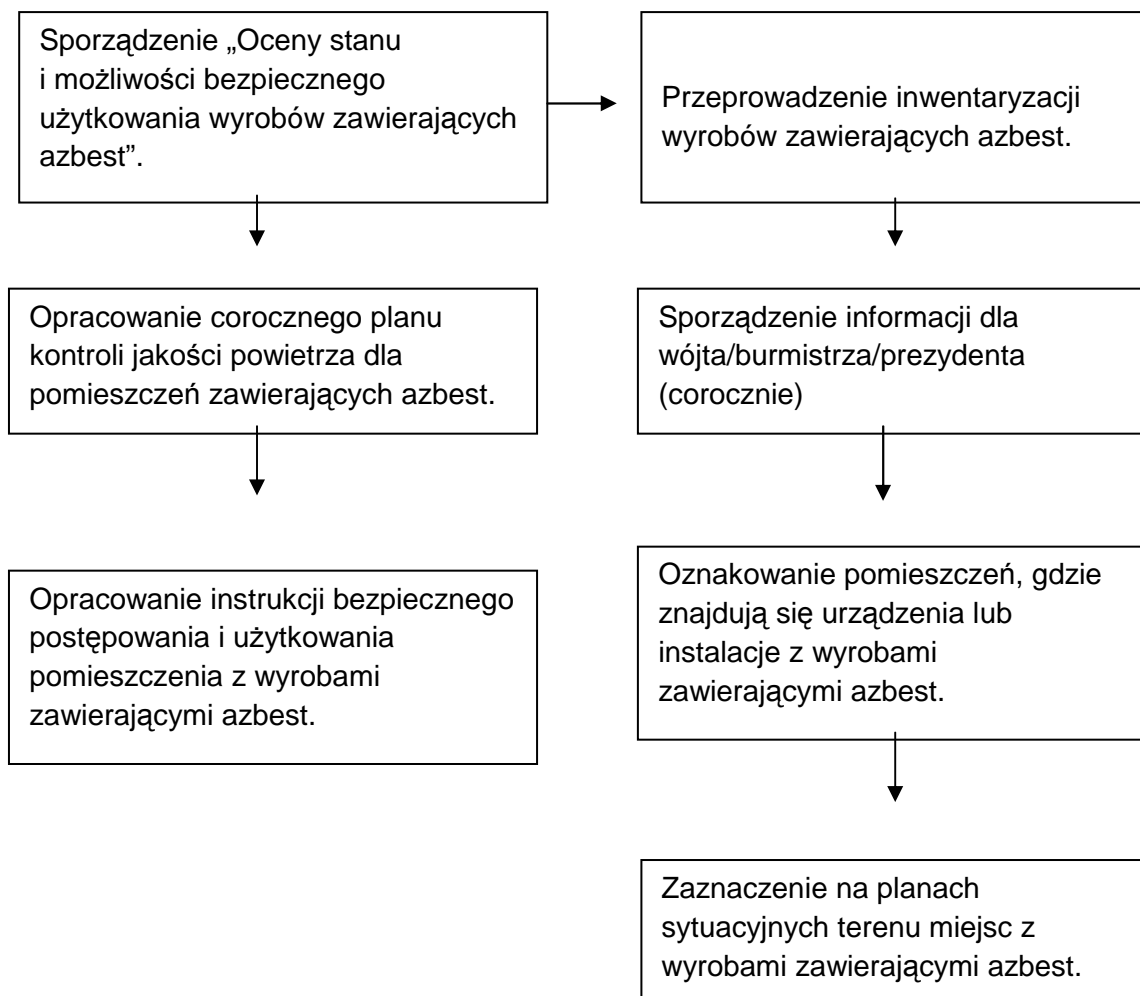 Sporządzenie „Oceny stanu
i możliwości bezpiecznego
użytkowania wyrobów zawierających
azbest”.
Przeprowadzenie inwentaryzacji
wyrobów zawierających azbest.
Opracowanie corocznego planu
kontroli jakości powietrza dla
pomieszczeń zawierających azbest.
Sporządzenie informacji dla
wójta/burmistrza/prezydenta
(corocznie)
Opracowanie instrukcji bezpiecznego
postępowania i użytkowania
pomieszczenia z wyrobami
zawierającymi azbest.
Oznakowanie pomieszczeń, gdzie
znajdują się urządzenia lub
instalacje z wyrobami
zawierającymi azbest.
Zaznaczenie na planach
sytuacyjnych terenu miejsc z
wyrobami zawierającymi azbest.